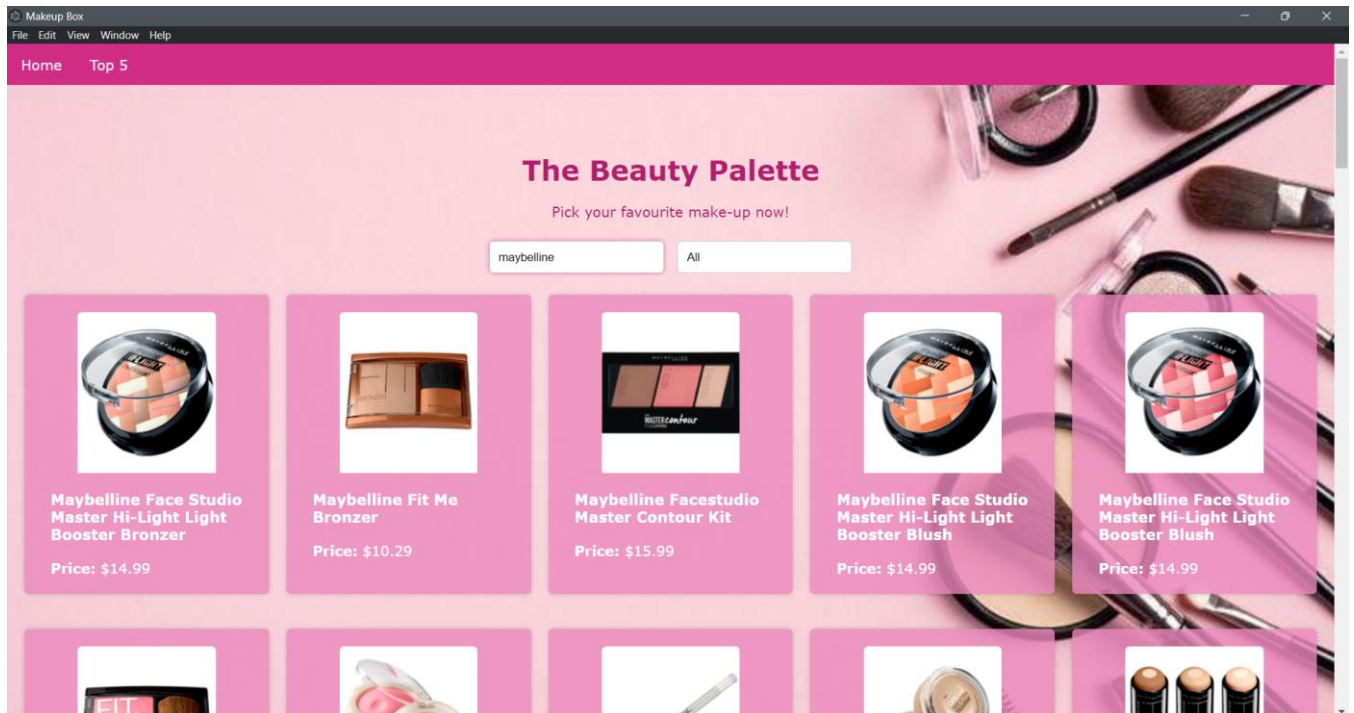 Makeup Box
File Edit View Window Help
Home Top 5
The Beauty Palette
Pick your favourite make-up now!
maybelline All
Maybelline Face Studio
Master Hi-Light Light
Booster Bronzer
Price: $14.99
Maybelline Fit Me
Bronzer
Price: $10.29
MASTER contour
Maybelline Facestudio
Master Contour Kit
Price: $15.99
Maybelline Face Studio
Master Hi-Light Light
Booster Blush
Price: $14.99
Maybelline Face Studio
Master Hi-Light Light
Booster Blush
Price: $14.99
FIT